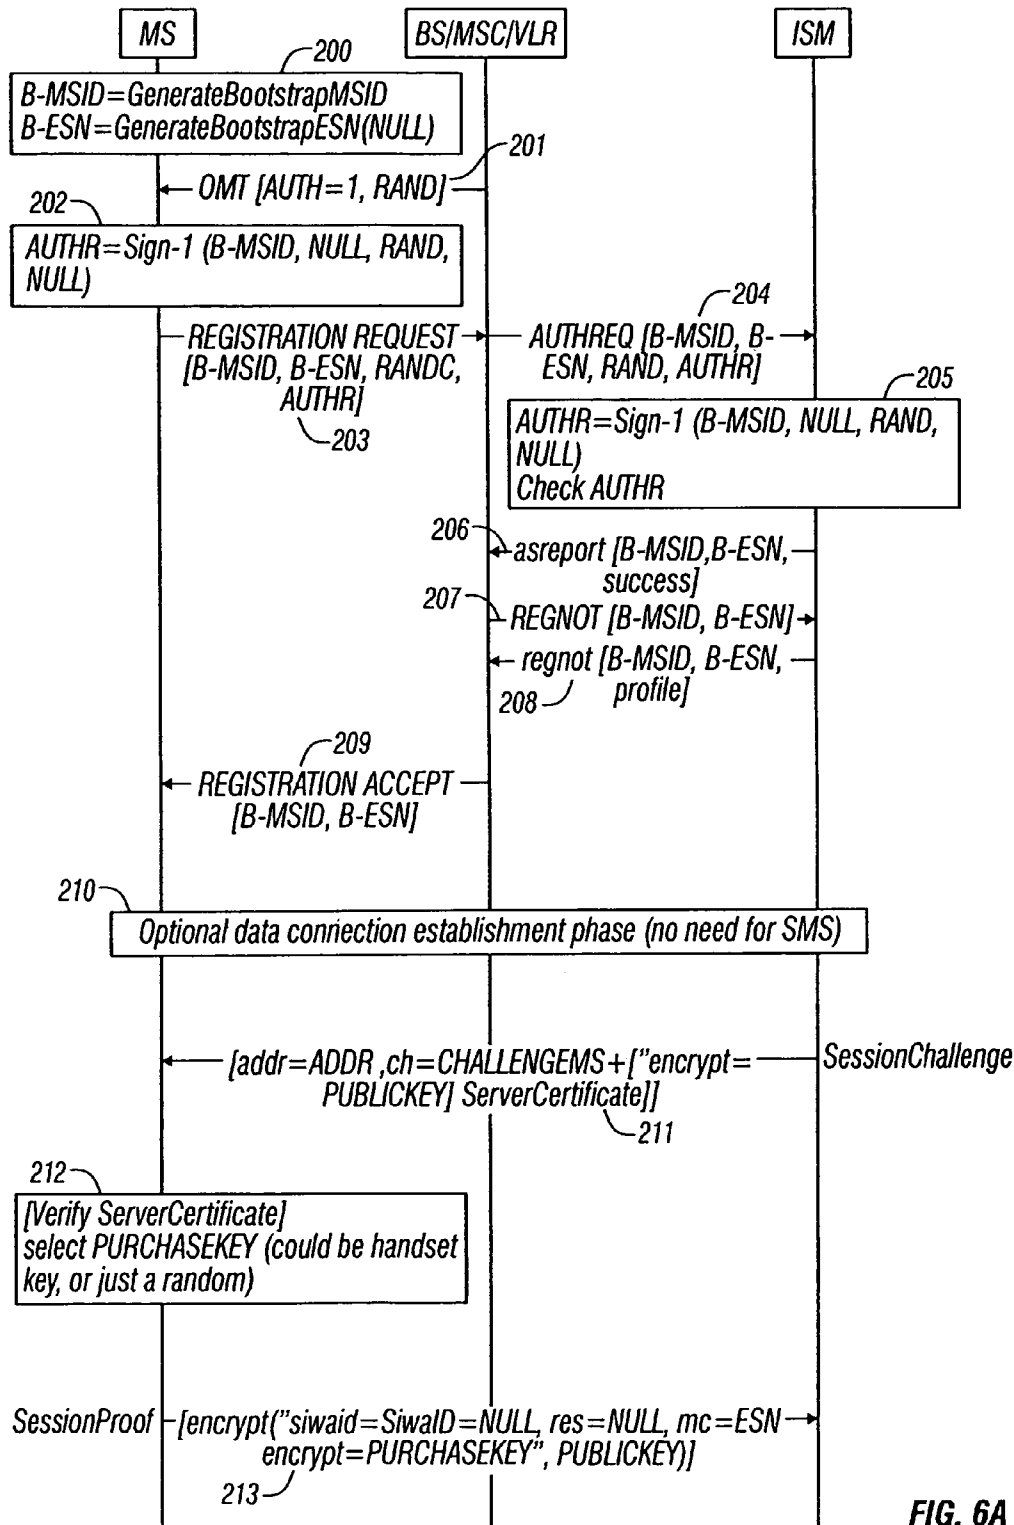 MS
BS/MSC/VLR
ISM
200
B-MSID=GenerateBootstrapMSID
B-ESN=GenerateBootstrapESN(NULL)
201
OMT [AUTH=1, RAND]
202
AUTHR=Sign-1 (B-MSID, NULL, RAND,
NULL)
204
REGISTRATION REQUEST
[B-MSID, B-ESN, RANDC,
AUTHR]
203
AUTHREQ [B-MSID, B-
ESN, RAND, AUTHR]
205
AUTHR=Sign-1 (B-MSID, NULL, RAND,
NULL)
Check AUTHR
206
asreport [B-MSID,B-ESN,
success]
207
REGNOT [B-MSID, B-ESN]
regnot [B-MSID, B-ESN,
profile]
208
209
REGISTRATION ACCEPT
[B-MSID, B-ESN]
210
Optional data connection establishment phase (no need for SMS)
[addr=ADDR ,ch=CHALLENGEMS+["encrypt=
PUBLICKEY] ServerCertificate]]
SessionChallenge
211
212
[Verify ServerCertificate]
select PURCHASEKEY (could be handset
key, or just a random)
SessionProof
[encrypt("siwaid=SiwaID=NULL, res=NULL, mc=ESN
encrypt=PURCHASEKEY", PUBLICKEY)]
213
FIG. 6A